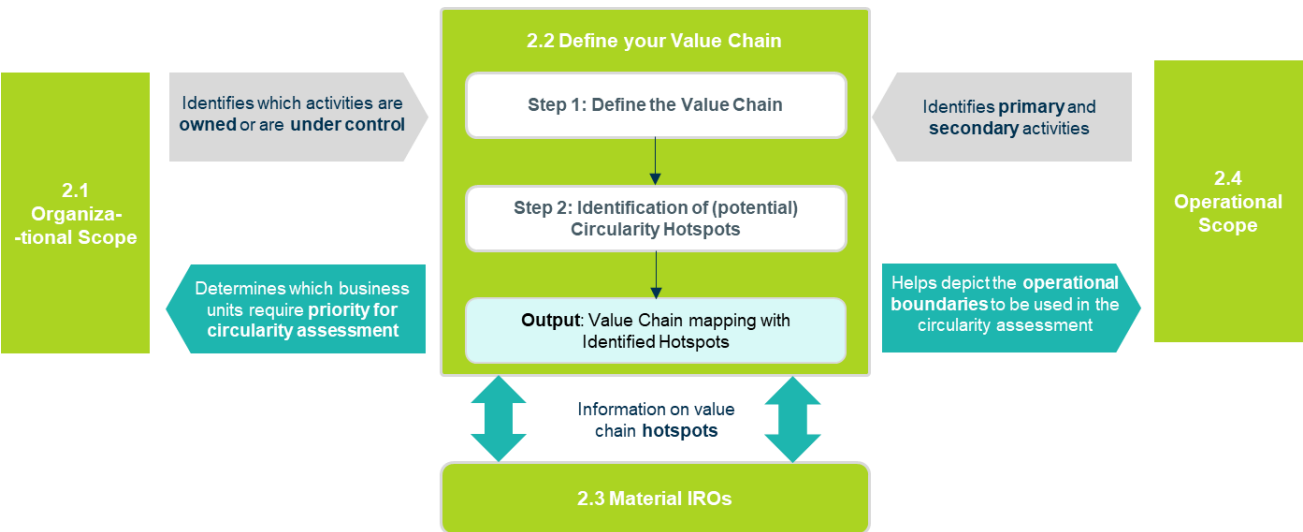 2.1
Organiza-
-tional Scope
Identifies which activities are
owned or are under control
Determines which business
units require priority for
circularity assessment
2.2 Define your Value Chain
Step 1: Define the Value Chain
Step 2: Identification of (potential)
Circularity Hotspots
Output: Value Chain mapping with
Identified Hotspots
Identifies primary and
secondary activities
Helps depict the operational
boundaries to be used in the
circularity assessment
2.4
Operational
Scope
Information on value
chain hotspots
2.3 Material IROs